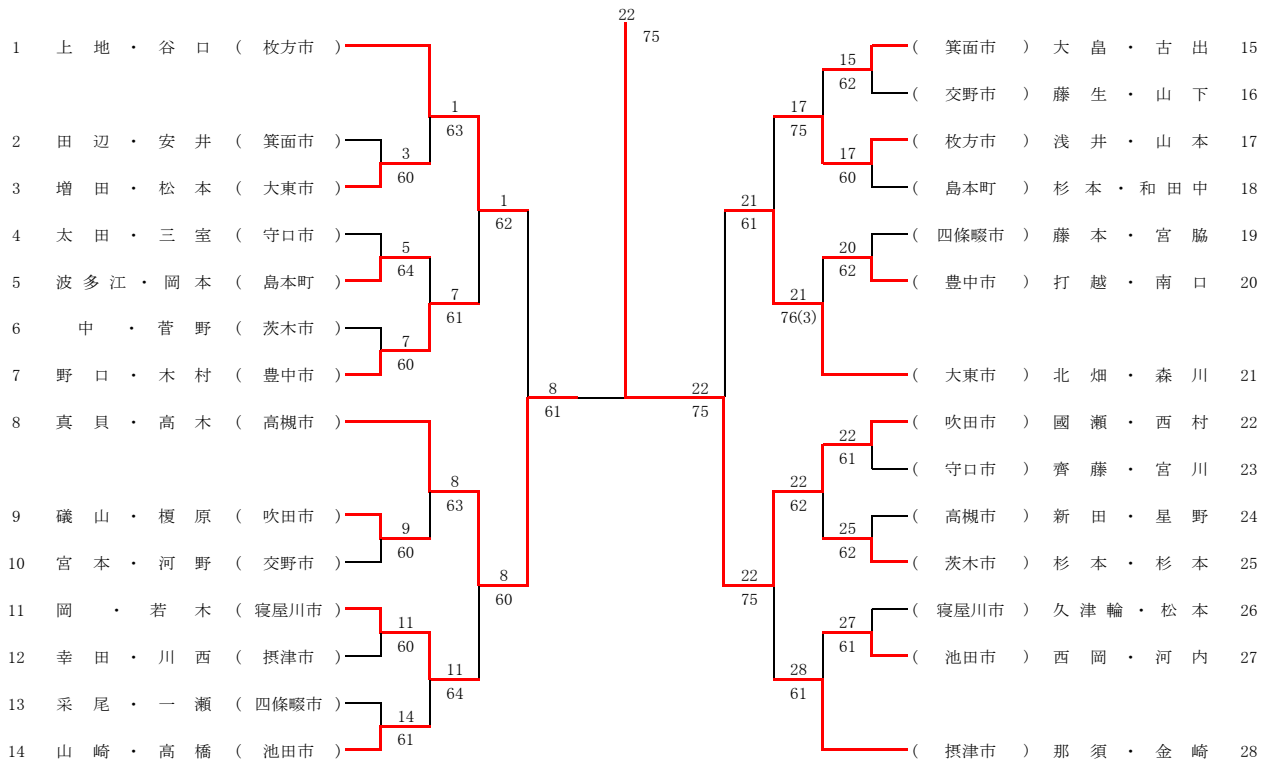 22
75
1 上 地 ・ 谷 口 ( 枚方市 )
2 田 辺 ・ 安 井 ( 箕面市 )
3 増 田 ・ 松 本 ( 大東市 )
4 太 田 ・ 三 室 ( 守口市 )
5 波 多 江 ・ 岡 本 ( 島本町 )
6 中 ・ 菅 野 ( 茨木市 )
7 野 口 ・ 木 村 ( 豊中市 )
8 真 貝 ・ 高 木 ( 高槻市 )
9 礒 山 ・ 榎 原 ( 吹田市 )
10 宮 本 ・ 河 野 ( 交野市 )
11 岡 ・ 若 木 ( 寝屋川市 )
12 幸 田 ・ 川 西 ( 摂津市 )
13 采 尾 ・ 一 瀬 ( 四條畷市 )
14 山 崎 ・ 高 橋 ( 池田市 )
3
60
5
64
7
60
9
60
11
60
14
61
1
63
7
61
8
63
11
64
1
62
8
60
8
61
22
75
21
61
22
75
17
75
21
76(3)
22
62
28
61
15
62
17
60
20
62
22
61
25
62
27
61
( 箕面市 ) 大 畠 ・ 古 出 15
( 交野市 ) 藤 生 ・ 山 下 16
( 枚方市 ) 浅 井 ・ 山 本 17
( 島本町 ) 杉 本 ・ 和 田 中 18
( 四條畷市 ) 藤 本 ・ 宮 脇 19
( 豊中市 ) 打 越 ・ 南 口 20
( 大東市 ) 北 畑 ・ 森 川 21
( 吹田市 ) 國 瀬 ・ 西 村 22
( 守口市 ) 齊 藤 ・ 宮 川 23
( 高槻市 ) 新 田 ・ 星 野 24
( 茨木市 ) 杉 本 ・ 杉 本 25
( 寝屋川市 ) 久 津 輪 ・ 松 本 26
( 池田市 ) 西 岡 ・ 河 内 27
( 摂津市 ) 那 須 ・ 金 崎 28